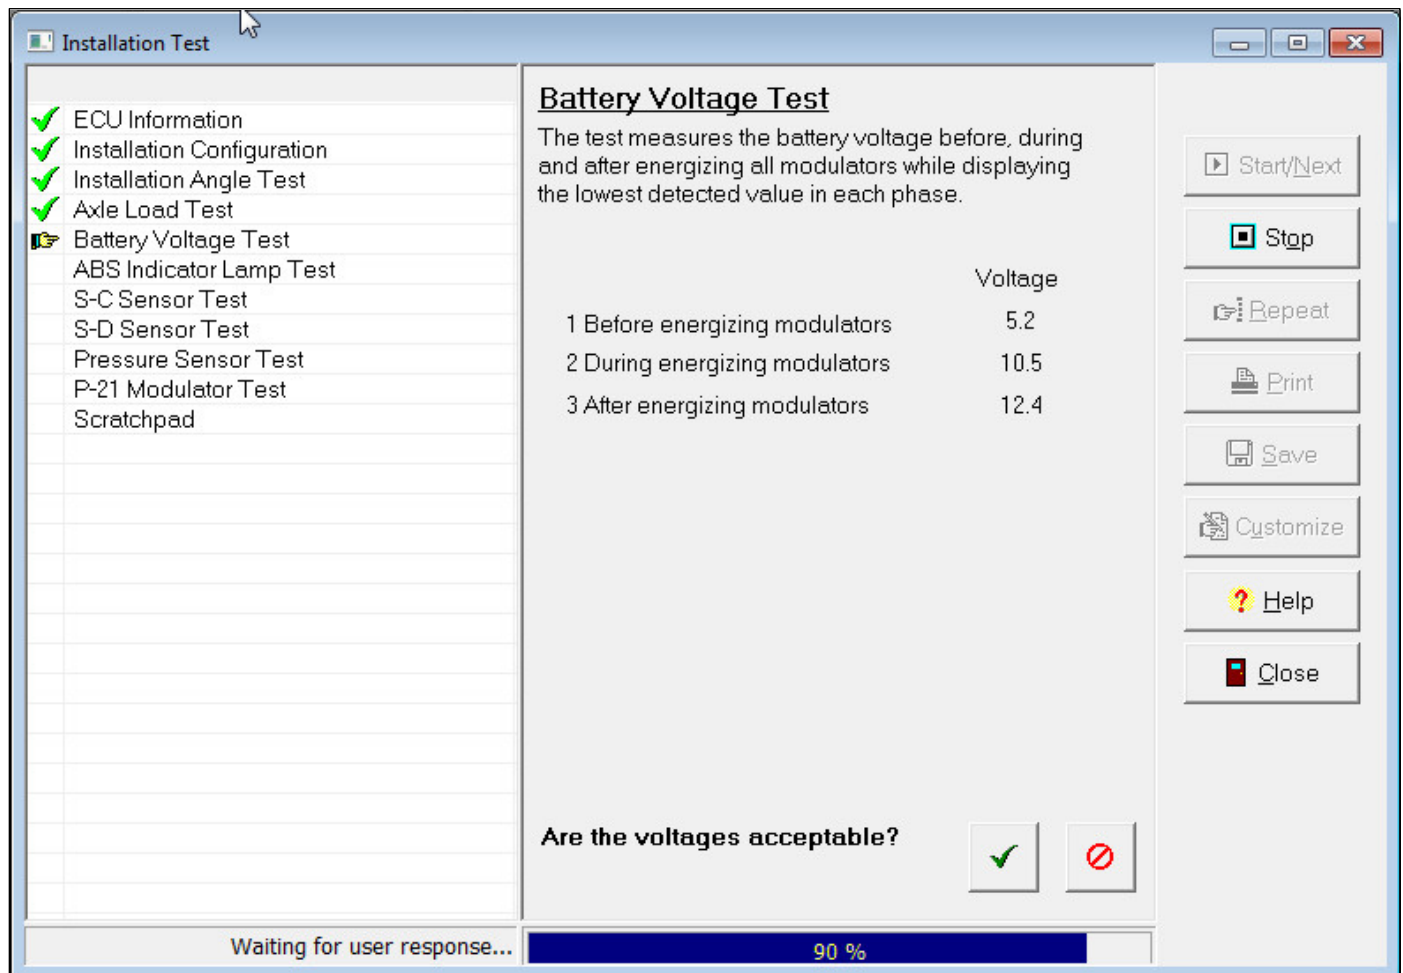 Installation Test
ECU Information
Installation Configuration
Installation Angle Test
Axle Load Test
Battery Voltage Test
ABS Indicator Lamp Test
S-C Sensor Test
S-D Sensor Test
Pressure Sensor Test
P-21 Modulator Test
Scratchpad
Battery Voltage Test
The test measures the battery voltage before, during
and after energizing all modulators while displaying
the lowest detected value in each phase.
Voltage
1 Before energizing modulators 5.2
2 During energizing modulators 10.5
3 After energizing modulators 12.4
Are the voltages acceptable?
Start/Next
Stop
Repeat
Print
Save
Customize
Help
Close
Waiting for user response...
90 %